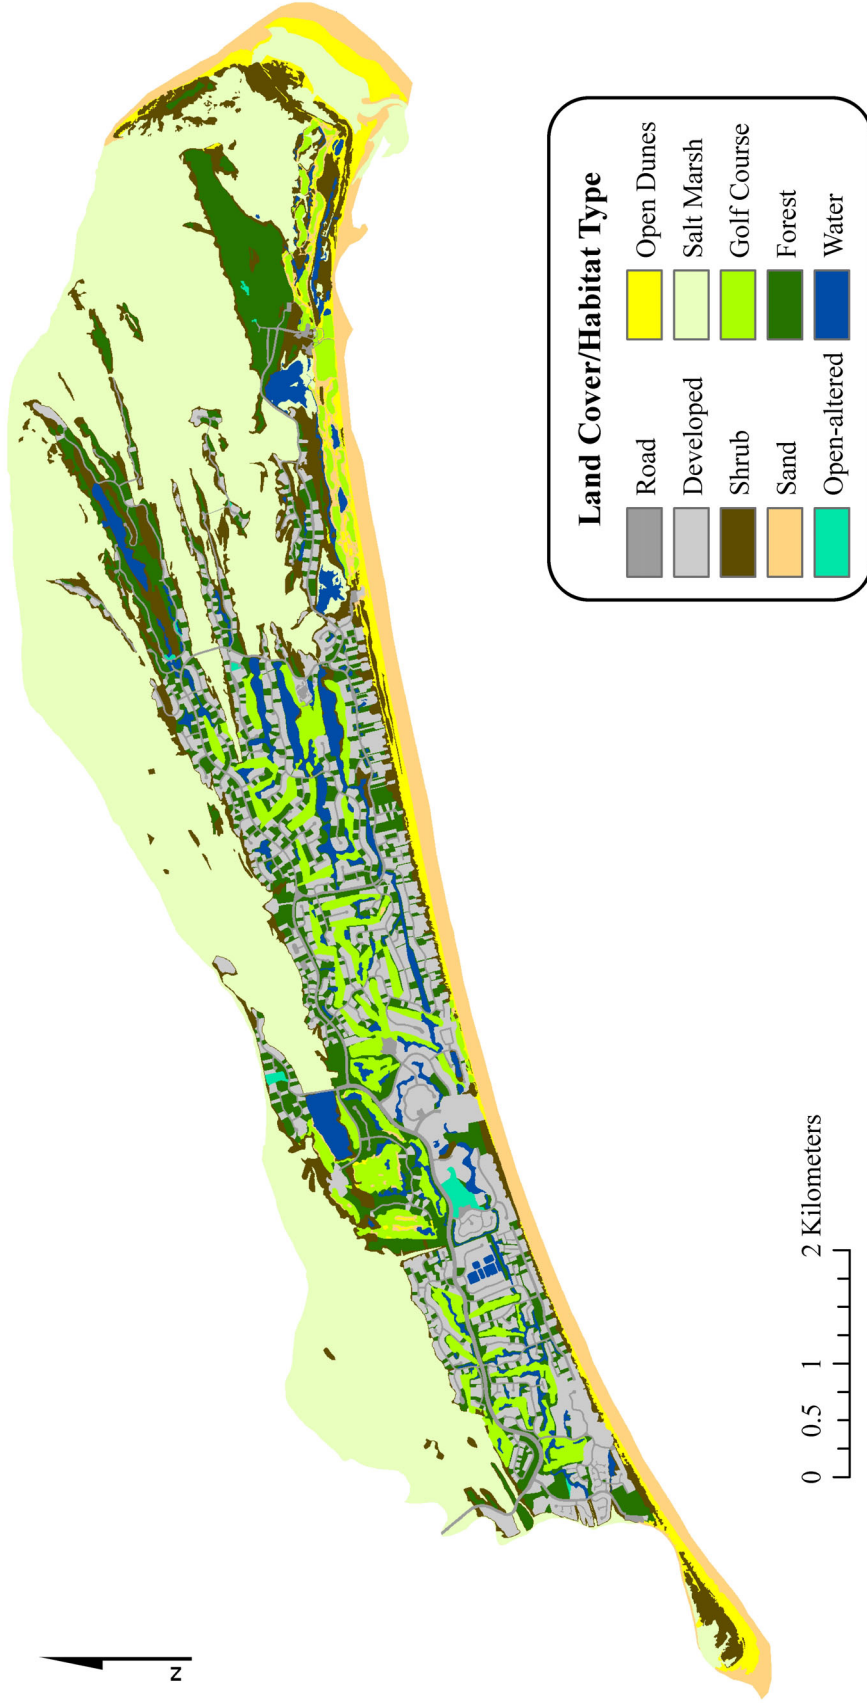 Land Cover/Habitat Type
Road
Developed
Shrub
Sand
Open-altered
Open Dunes
Salt Marsh
Golf Course
Forest
Water
0 0.5 1 2 Kilometers
N